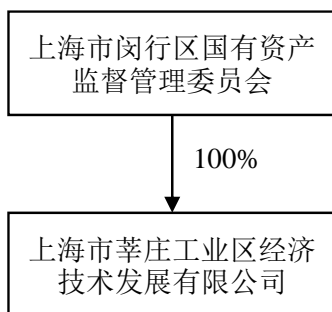 上海市闵行区国有资产
监督管理委员会
100%
上海市莘庄工业区经济
技术发展有限公司